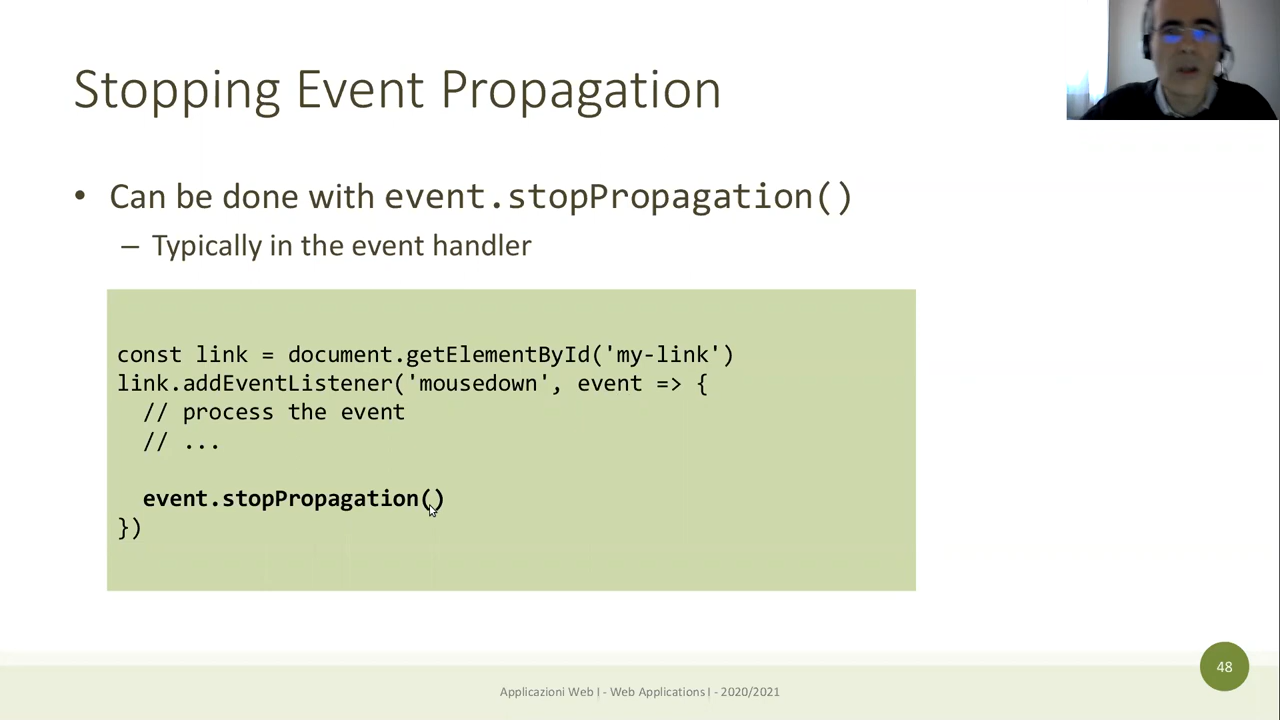 Stopping Event Propagation
• Can be done with event.stopPropagation()
– Typically in the event handler
const link = document.getElementById('my-link')
link.addEventListener('mousedown', event => {
// process the event
// ...
event.stopPropagation()
})
48
Applicazioni Web I - Web Applications I - 2020/2021